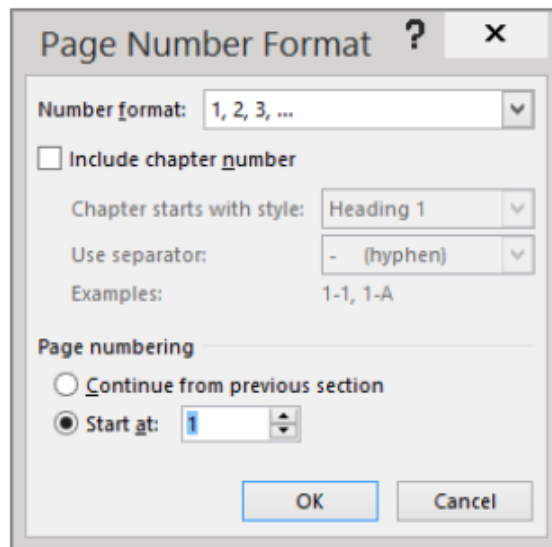 Page Number Format ? ×
Number format: 1, 2, 3, ...
Include chapter number
Chapter starts with style: Heading 1
Use separator: - (hyphen)
Examples: 1-1, 1-A
Page numbering
Continue from previous section
Start at: 1
OK Cancel